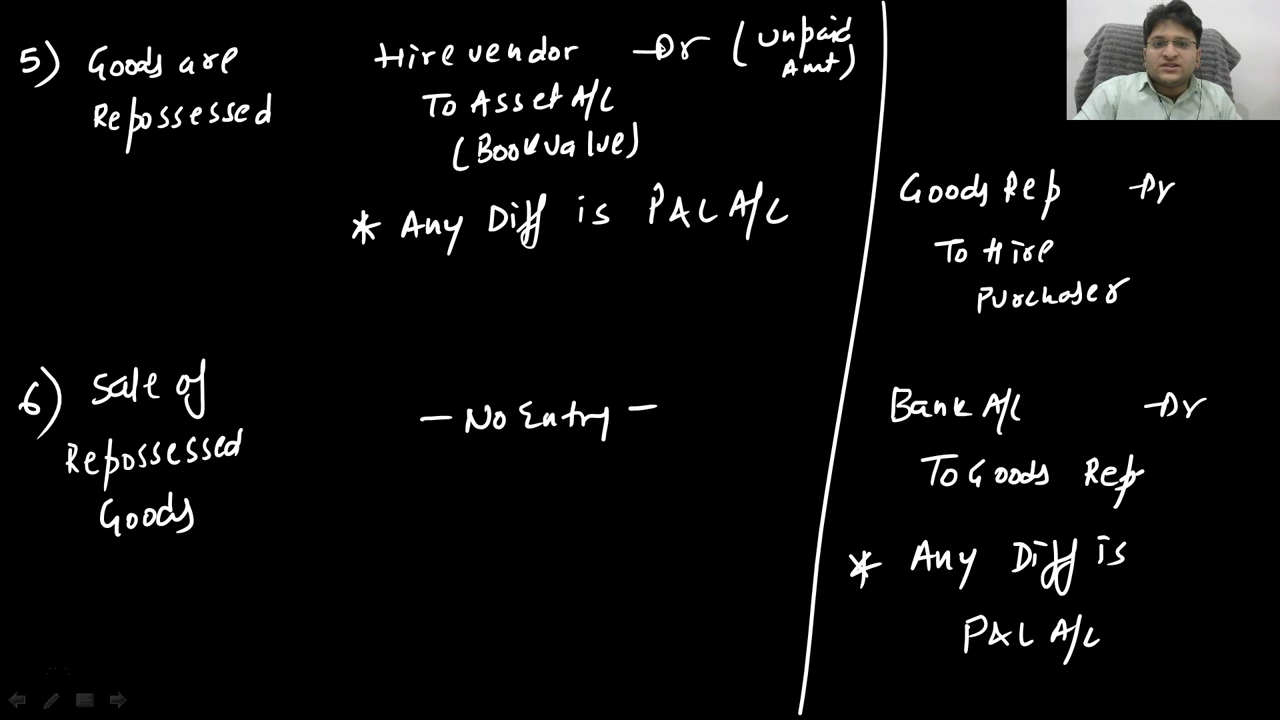 5) Goods are
Repossessed
Hire vendor Dr (Unpaid
Amt)
To Asset A/C
(Book value)
* Any Diff is P&L A/C
Goods Rep Dr
To Hire
Purchaser
6) Sale of
Repossessed
Goods
- No Entry -
Bank A/C Dr
To Goods Rep
* Any Diff is
P&L A/C